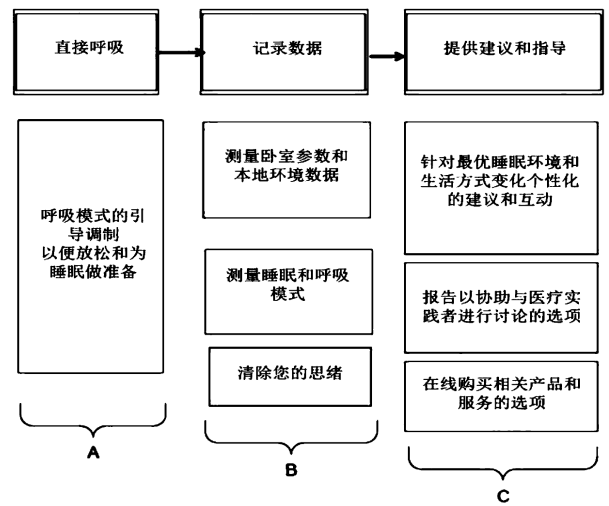 直接呼吸
记录数据
提供建议和指导
呼吸模式的引
导调制
以便放松和为
睡眠做准备
测量卧室参数和
本地环境数据
测量睡眠和呼吸
模式
清除您的思绪
针对最优睡眠环境和
生活方式变化个性化
的建议和互动
报告以协助与医疗实
践者进行讨论的选项
在线购买相关产品和
服务的选项
A
B
C